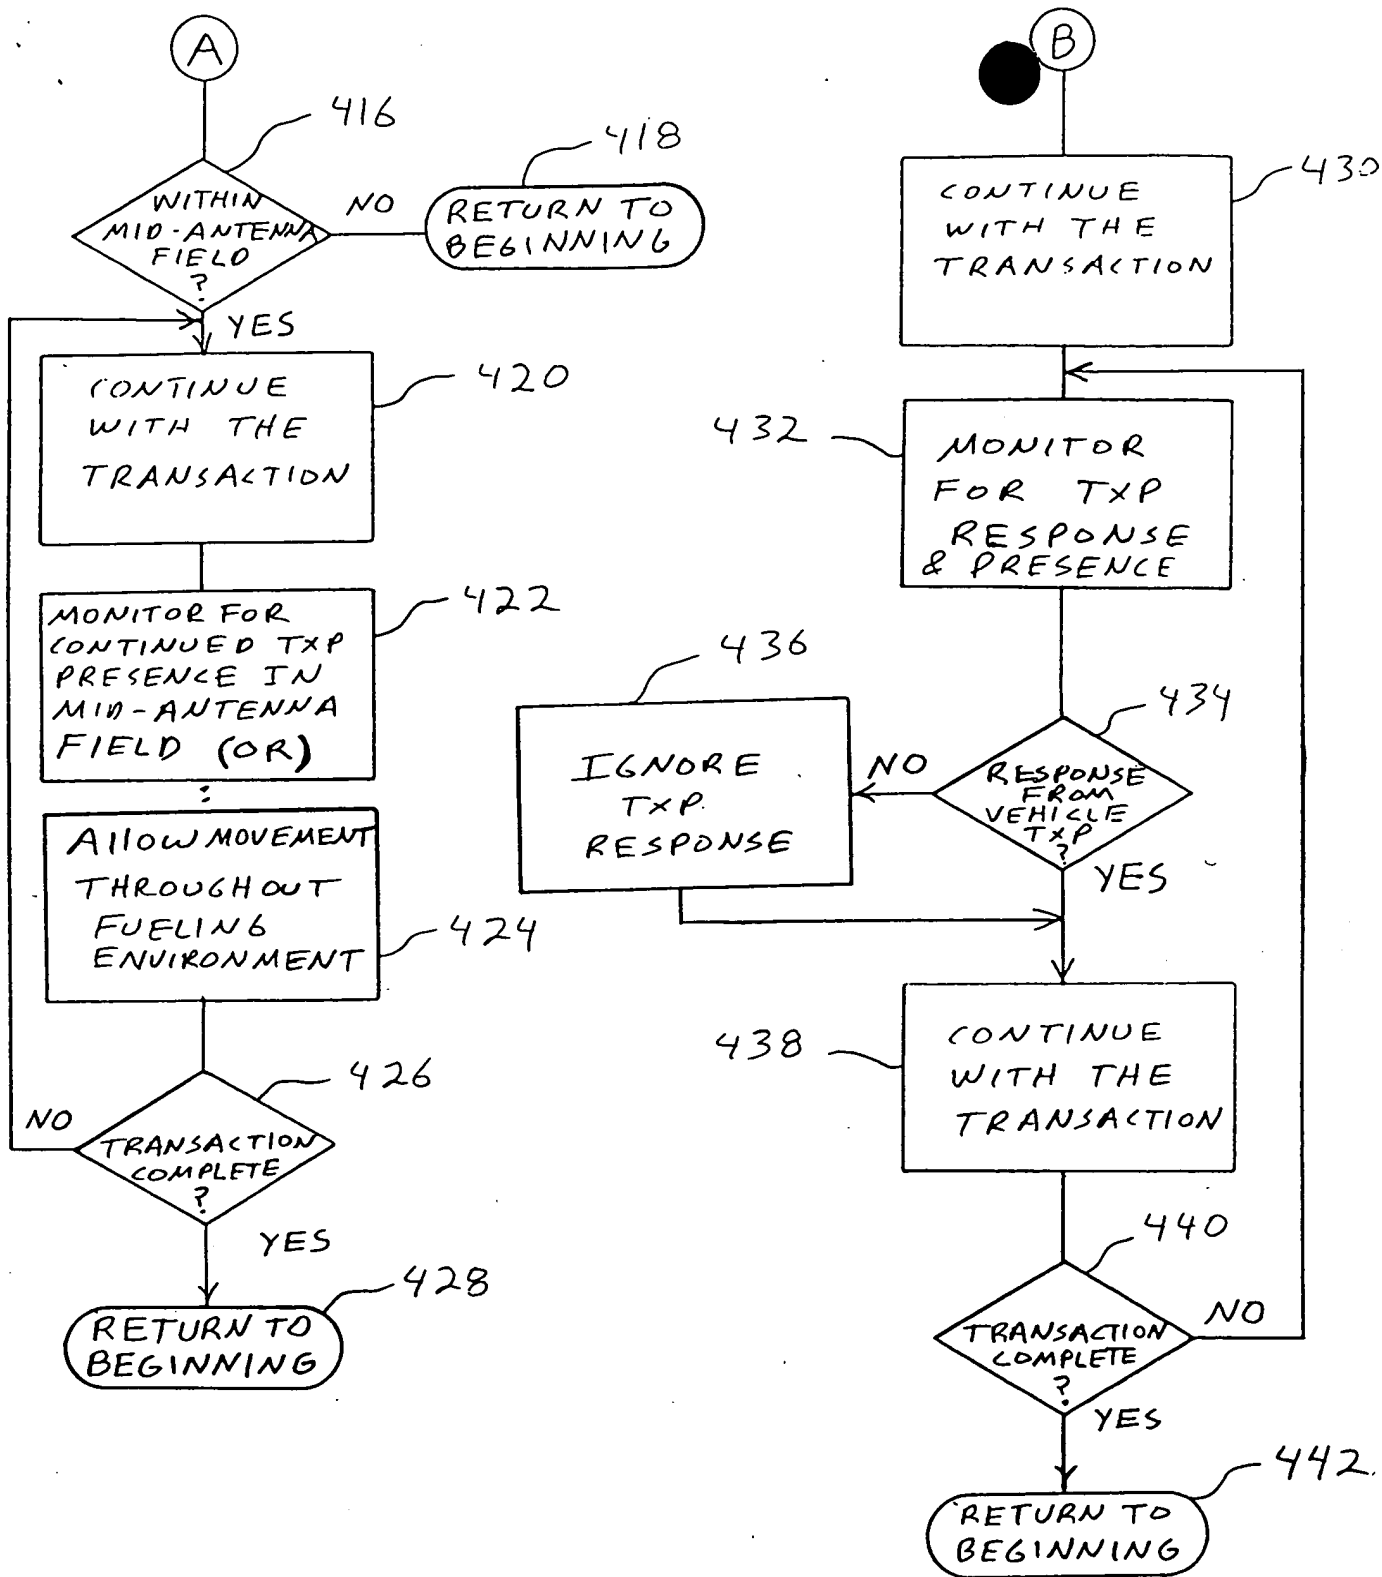 A
416
WITHIN
MID-ANTENNA
FIELD
?
NO
418
RETURN TO
BEGINNING
YES
420
CONTINUE
WITH THE
TRANSACTION
422
MONITOR FOR
CONTINUED TXP
PRESENCE IN
MID-ANTENNA
FIELD (OR)
AllOW MOVEMENT
THROUGHOUT
FUELING
ENVIRONMENT
424
426
NO
TRANSACTION
COMPLETE
?
YES
428
RETURN TO
BEGINNING
B
430
CONTINUE
WITH THE
TRANSACTION
432
MONITOR
FOR TXP
RESPONSE
& PRESENCE
436
434
IGNORE
TXP
RESPONSE
NO
RESPONSE
FROM
VEHICLE
TXP
?
YES
438
CONTINUE
WITH THE
TRANSACTION
440
TRANSACTION
COMPLETE
?
NO
YES
442
RETURN TO
BEGINNING